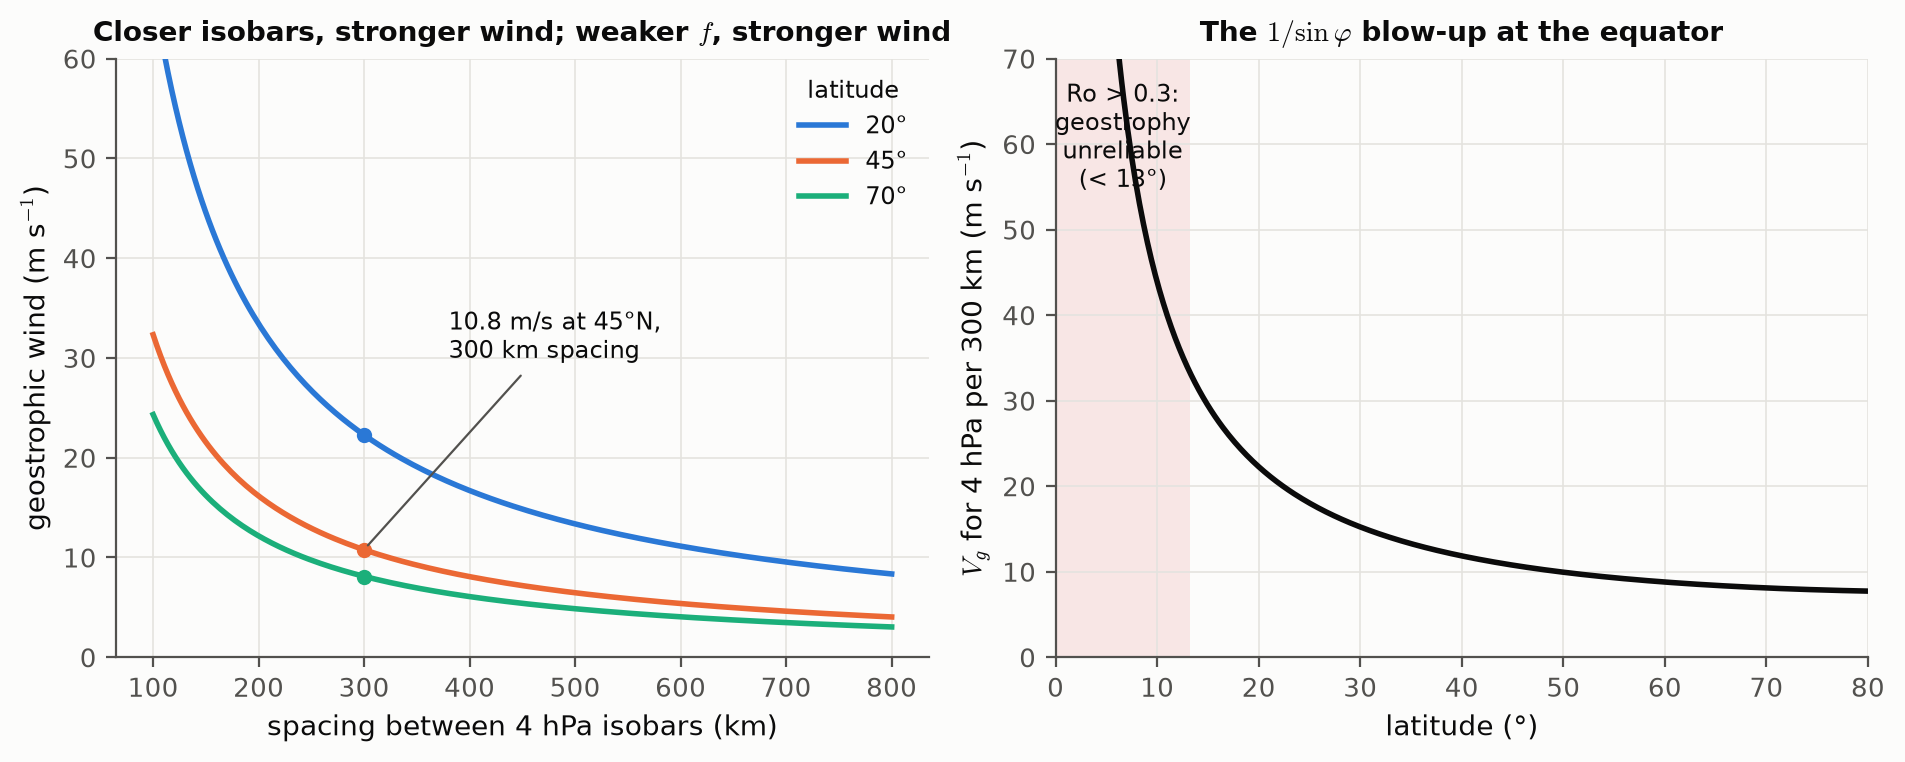 Closer isobars, stronger wind; weaker f, stronger wind
geostrophic wind (m s⁻¹)
60
50
40
30
20
10
0
latitude
20°
45°
70°
10.8 m/s at 45°N,
300 km spacing
100 200 300 400 500 600 700 800
spacing between 4 hPa isobars (km)
The 1/sin φ blow-up at the equator
V_g for 4 hPa per 300 km (m s⁻¹)
70
60
50
40
30
20
10
0
Ro > 0.3:
geostrophy
unreliable
(< 13°)
0 10 20 30 40 50 60 70 80
latitude (°)